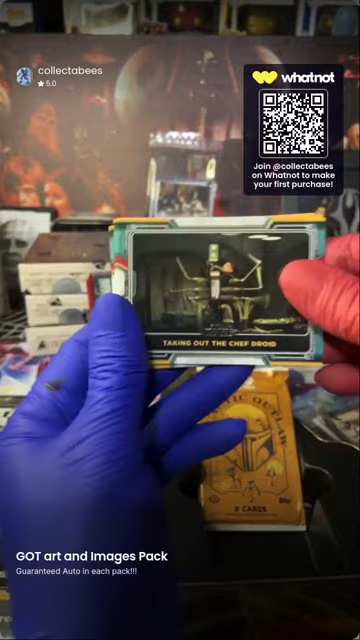 collectabees
★ 5.0
whatnot
Join @collectabees
on Whatnot to make
your first purchase!
TAKING OUT THE CHEF DROID
OUTLAW
8 CARDS
GOT art and Images Pack
Guaranteed Auto in each pack!!!